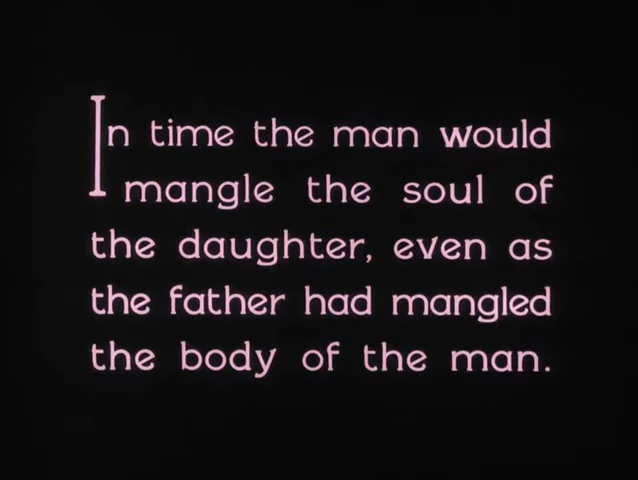 In time the man would
mangle the soul of
the daughter, even as
the father had mangled
the body of the man.